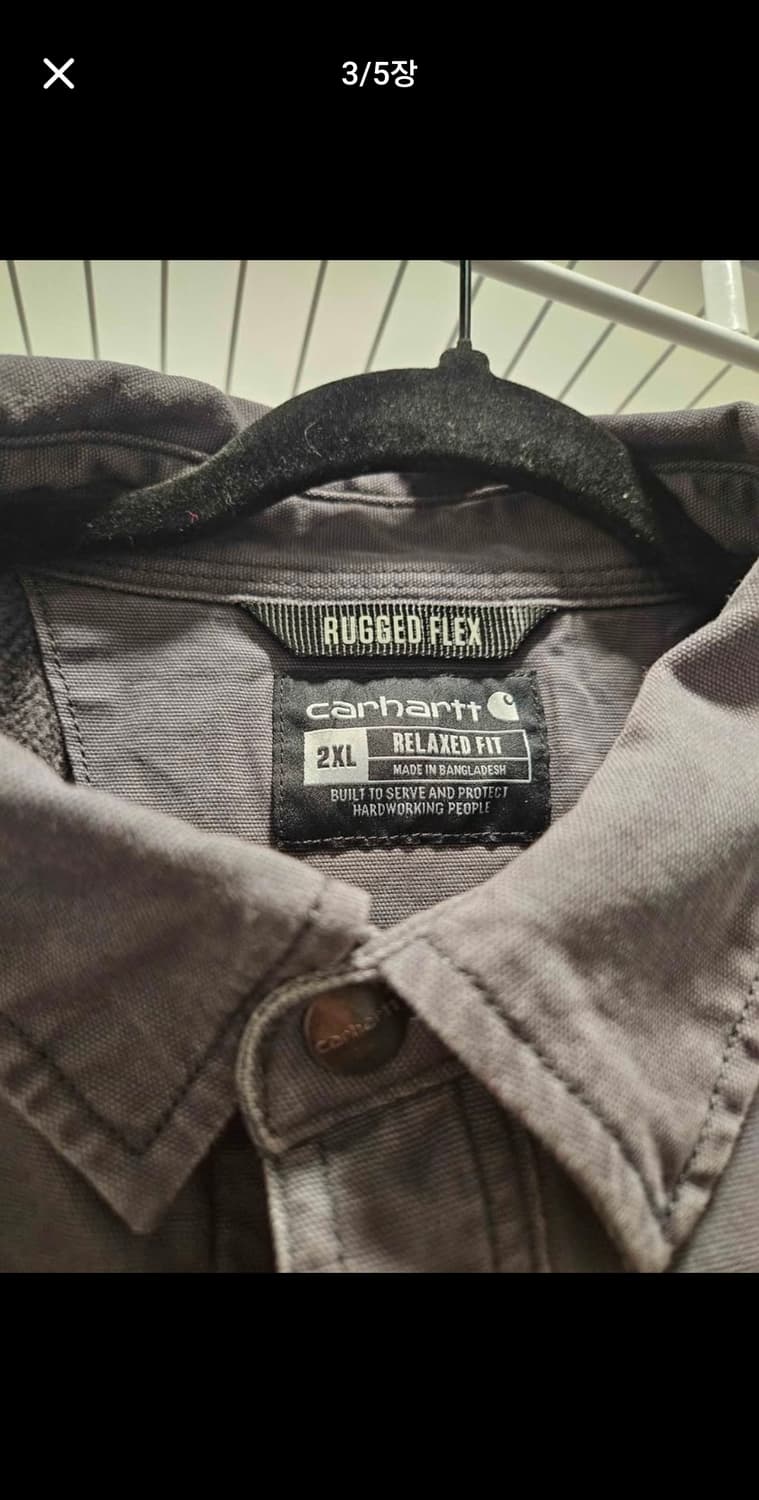 3/5장
RUGGED FLEX
carhartt
2XL
RELAXED FIT
MADE IN BANGLADESH
BUILT TO SERVE AND PROTECT
HARDWORKING PEOPLE
carhartt